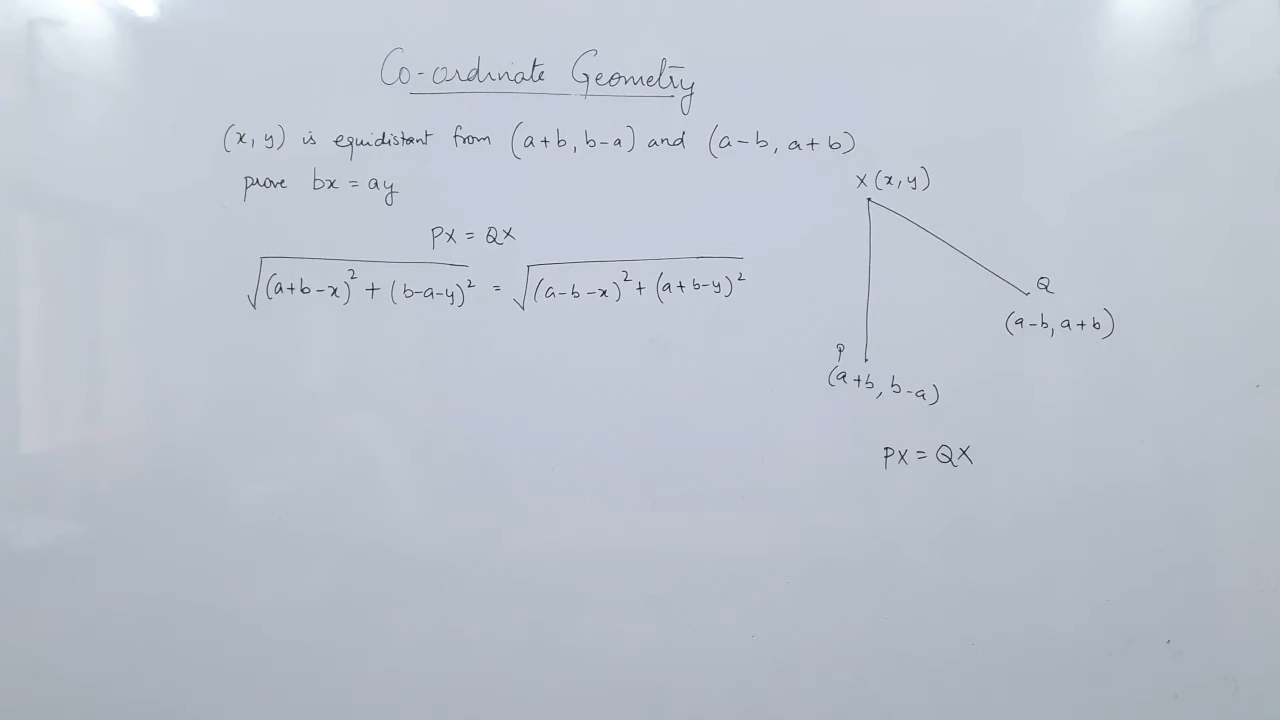 Co-ordinate Geometry
(x, y) is equidistant from (a+b, b-a) and (a-b, a+b)
prove bx = ay
PX = QX
√((a+b-x)² + (b-a-y)²) = √((a-b-x)² + (a+b-y)²)
X (x, y)
Q
(a-b, a+b)
P
(a+b, b-a)
PX = QX